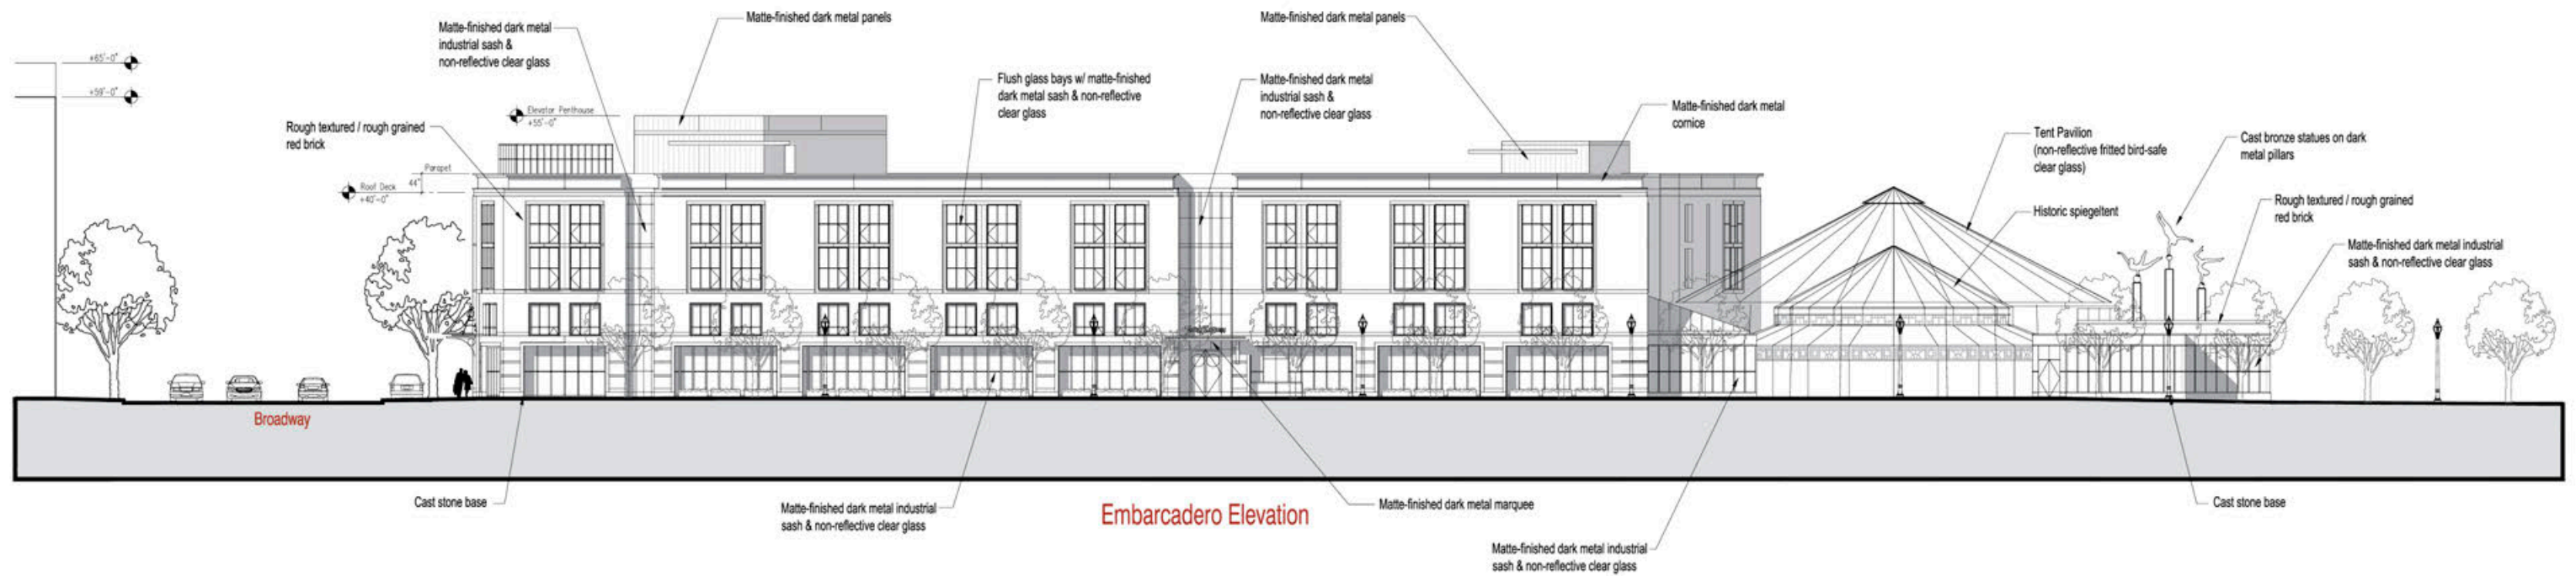 Matte-finished dark metal panels
Matte-finished dark metal panels
Matte-finished dark metal
industrial sash &
non-reflective clear glass
+65'-0"
+59'-0"
Flush glass bays w/ matte-finished
dark metal sash & non-reflective
clear glass
Matte-finished dark metal
industrial sash &
non-reflective clear glass
Matte-finished dark metal
cornice
Elevator Penthouse
+55'-0"
Rough textured / rough grained
red brick
Tent Pavilion
(non-reflective fritted bird-safe
clear glass)
Cast bronze statues on dark
metal pillars
Parapet
44"
Roof Deck
+40'-0"
Rough textured / rough grained
red brick
Historic spiegeltent
Matte-finished dark metal industrial
sash & non-reflective clear glass
Broadway
Cast stone base
Matte-finished dark metal industrial
sash & non-reflective clear glass
Embarcadero Elevation
Matte-finished dark metal marquee
Cast stone base
Matte-finished dark metal industrial
sash & non-reflective clear glass